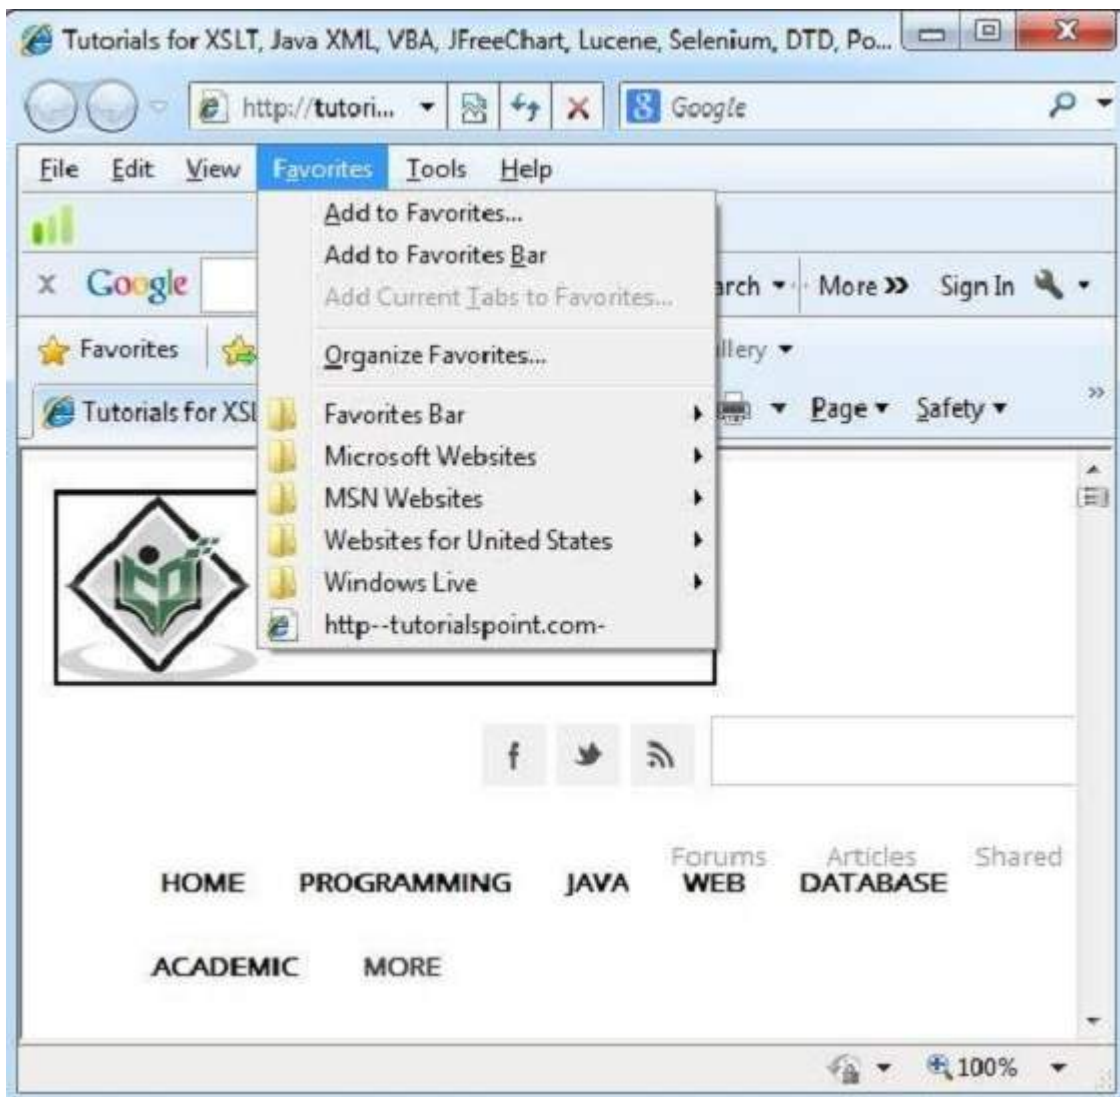 Tutorials for XSLT, Java XML, VBA, JFreeChart, Lucene, Selenium, DTD, Po...
http://tutori... Google
File Edit View Favorites Tools Help
Add to Favorites...
Add to Favorites Bar
Add Current Tabs to Favorites...
Organize Favorites...
Favorites Bar
Microsoft Websites
MSN Websites
Websites for United States
Windows Live
http--tutorialspoint.com-
x Google arch More » Sign In
Favorites llery
Tutorials for XSL Page Safety »
f
Forums Articles Shared
HOME PROGRAMMING JAVA WEB DATABASE
ACADEMIC MORE
100%